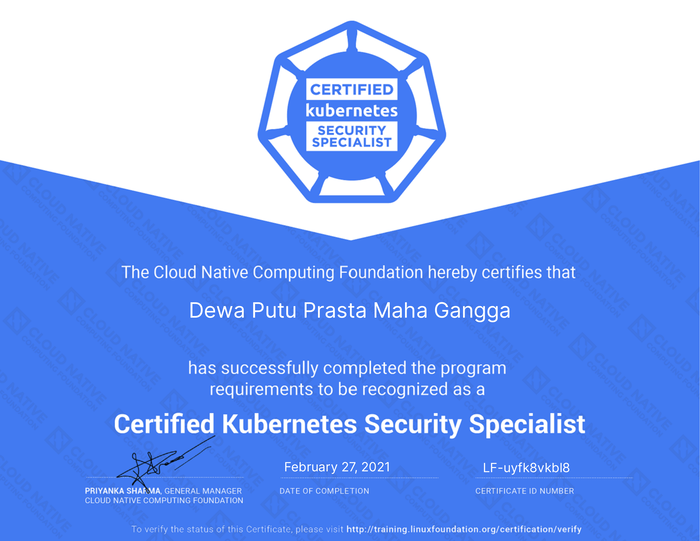 CERTIFIED
kubernetes
SECURITY
SPECIALIST
The Cloud Native Computing Foundation hereby certifies that
Dewa Putu Prasta Maha Gangga
has successfully completed the program
requirements to be recognized as a
Certified Kubernetes Security Specialist
February 27, 2021
LF-uyfk8vkbl8
PRIYANKA SHARMA, GENERAL MANAGER
CLOUD NATIVE COMPUTING FOUNDATION
DATE OF COMPLETION
CERTIFICATE ID NUMBER
To verify the status of this Certificate, please visit http://training.linuxfoundation.org/certification/verify